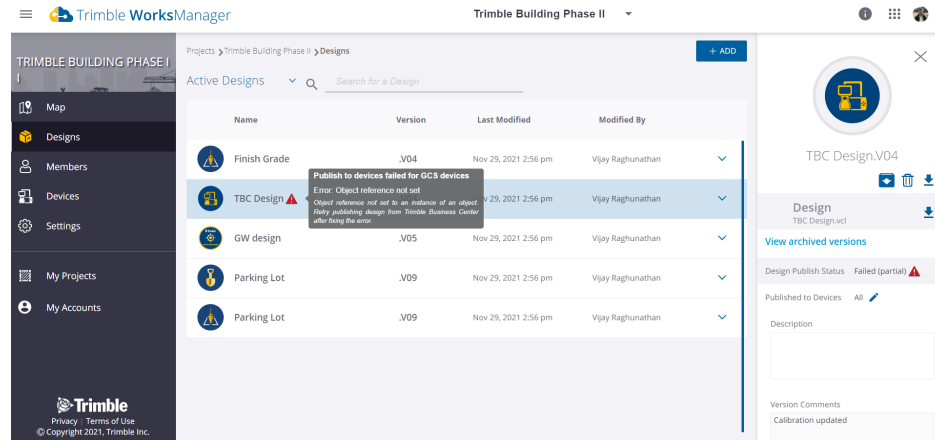 Trimble WorksManager
Trimble Building Phase II
TRIMBLE BUILDING PHASE I
I
Map
Designs
Members
Devices
Settings
My Projects
My Accounts
Trimble
Privacy | Terms of Use
© Copyright 2021, Trimble Inc.
Projects > Trimble Building Phase II > Designs
+ ADD
Active Designs
Search for a Design
Name Version Last Modified Modified By
Finish Grade .V04 Nov 29, 2021 2:56 pm Vijay Raghunathan
TBC Design v 29, 2021 2:56 pm Vijay Raghunathan
Publish to devices failed for GCS devices
Error: Object reference not set
Object reference not set to an instance of an object.
Retry publishing design from Trimble Business Center
after fixing the error.
GW design .V05 Nov 29, 2021 2:56 pm Vijay Raghunathan
Parking Lot .V09 Nov 29, 2021 2:56 pm Vijay Raghunathan
Parking Lot .V09 Nov 29, 2021 2:56 pm Vijay Raghunathan
TBC Design.V04
Design
TBC Design.vcl
View archived versions
Design Publish Status Failed (partial)
Published to Devices All
Description
Version Comments
Calibration updated